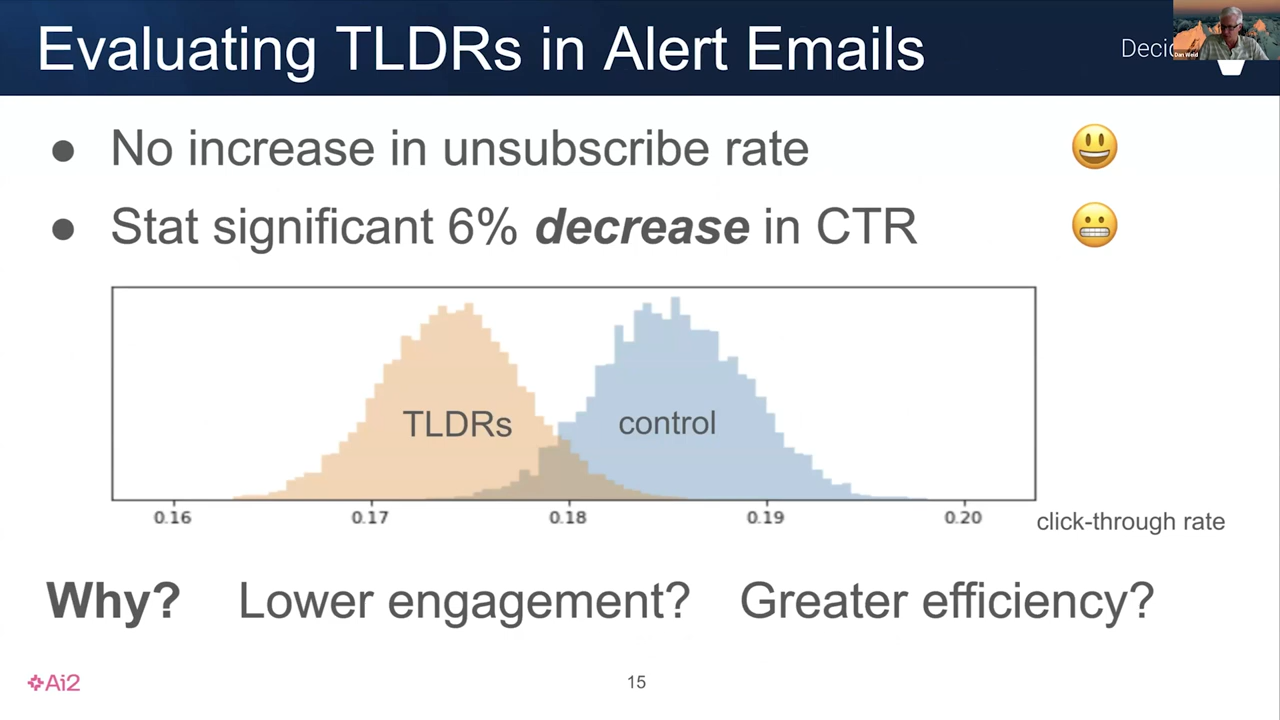 Evaluating TLDRs in Alert Emails
Dan Weld
● No increase in unsubscribe rate
● Stat significant 6% decrease in CTR
TLDRs
control
0.16 0.17 0.18 0.19 0.20
click-through rate
Why? Lower engagement? Greater efficiency?
Ai2
15